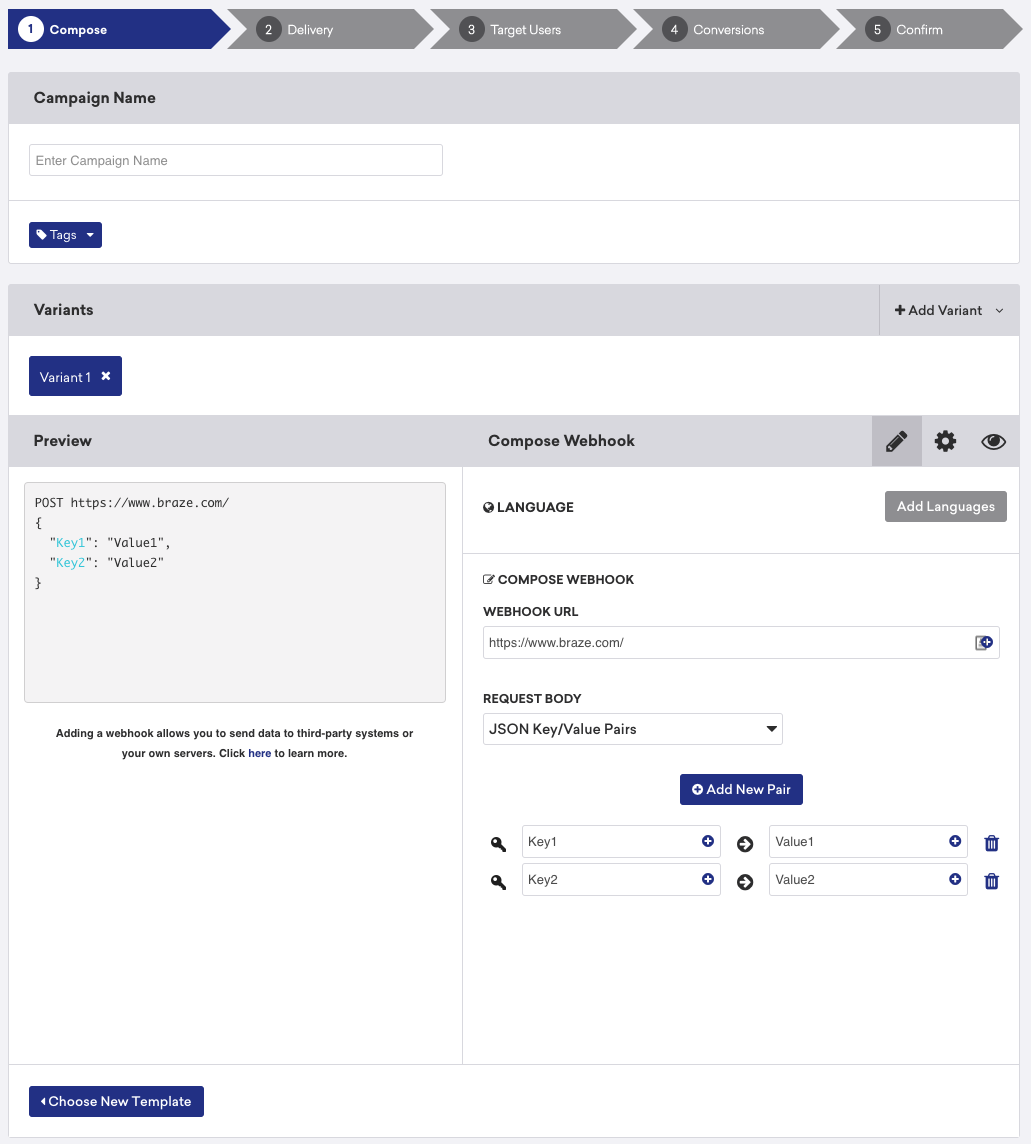 1 Compose
2 Delivery
3 Target Users
4 Conversions
5 Confirm
Campaign Name
Enter Campaign Name
Tags
Variants
Add Variant
Variant 1
Preview
Compose Webhook
POST https://www.braze.com/
{
"Key1": "Value1",
"Key2": "Value2"
}
Adding a webhook allows you to send data to third-party systems or
your own servers. Click here to learn more.
LANGUAGE
Add Languages
COMPOSE WEBHOOK
WEBHOOK URL
https://www.braze.com/
REQUEST BODY
JSON Key/Value Pairs
Add New Pair
Key1 Value1
Key2 Value2
Choose New Template